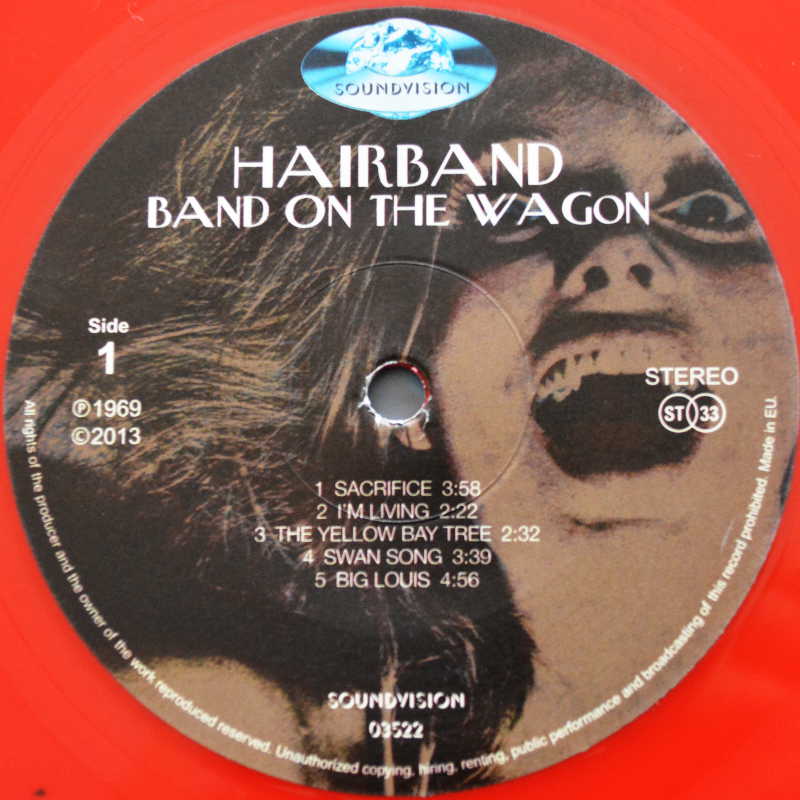 SOUNDVISION
HAIRBAND
BAND ON THE WAGON
Side
1
℗1969
©2013
STEREO
ST 33
1 SACRIFICE 3:58
2 I'M LIVING 2:22
3 THE YELLOW BAY TREE 2:32
4 SWAN SONG 3:39
5 BIG LOUIS 4:56
SOUNDVISION
03522
All rights of the producer and the owner of the work reproduced reserved. Unauthorized copying, hiring, renting, public performance and broadcasting of this record prohibited. Made in EU.